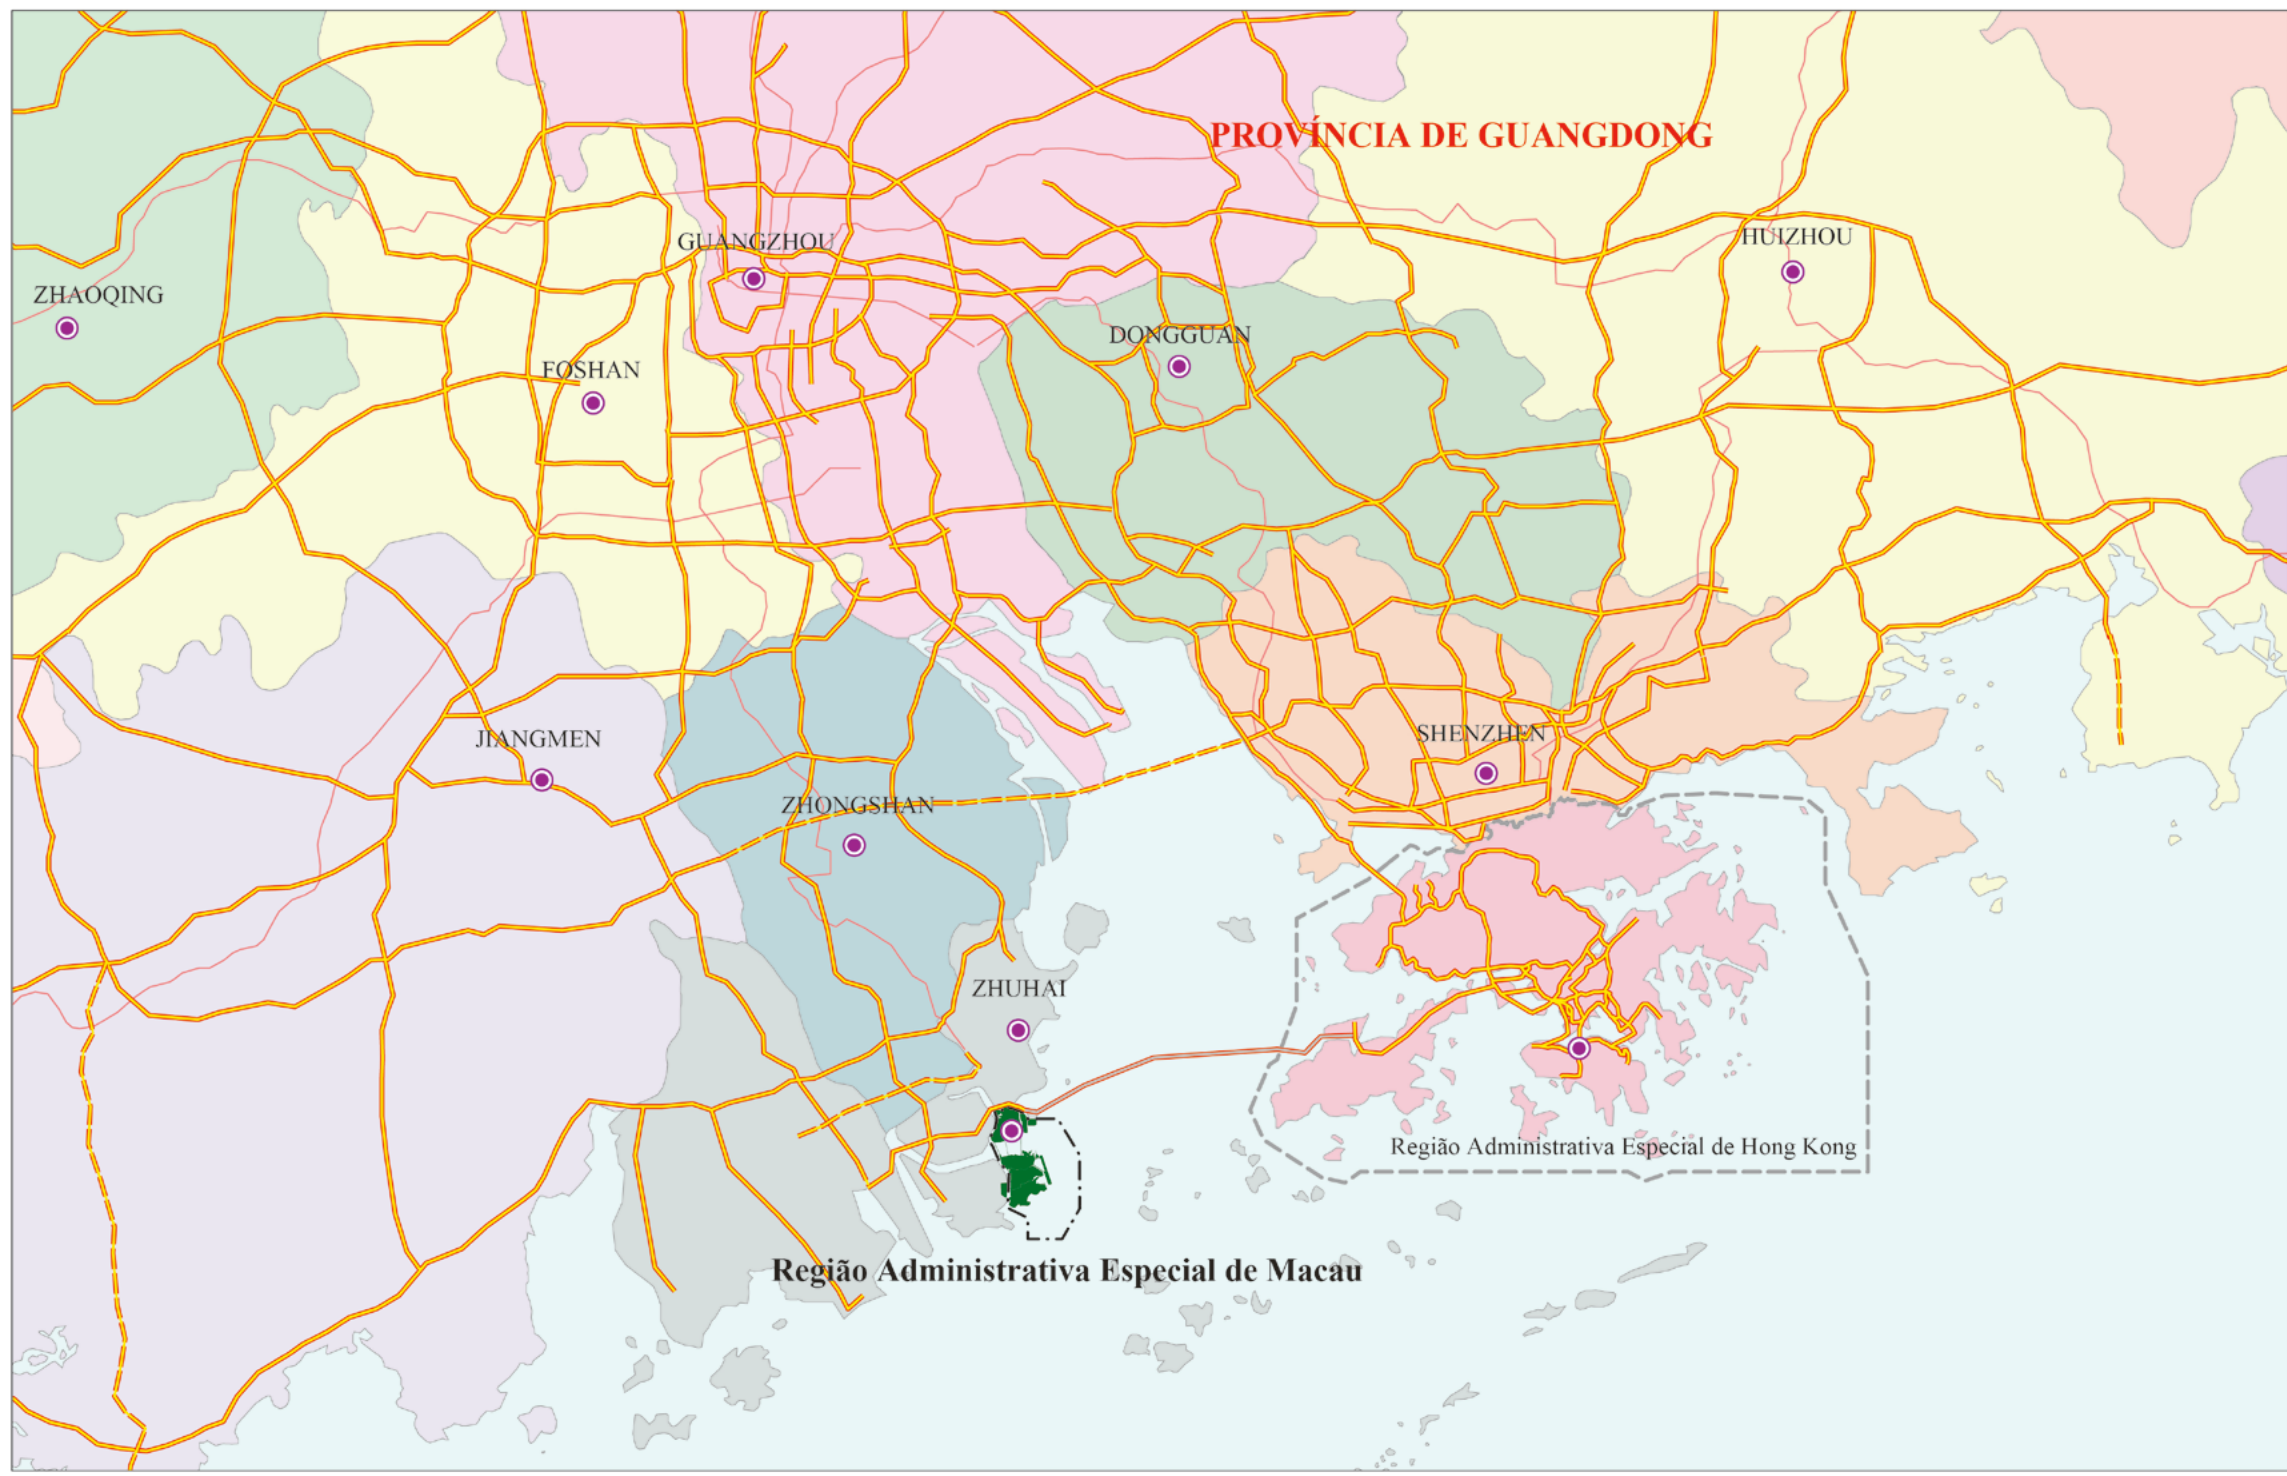 PROVÍNCIA DE GUANGDONG
GUANGZHOU
HUIZHOU
ZHAOQING
DONGGUAN
FOSHAN
SHENZHEN
JIANGMEN
ZHONGSHAN
ZHUHAI
Região Administrativa Especial de Hong Kong
Região Administrativa Especial de Macau